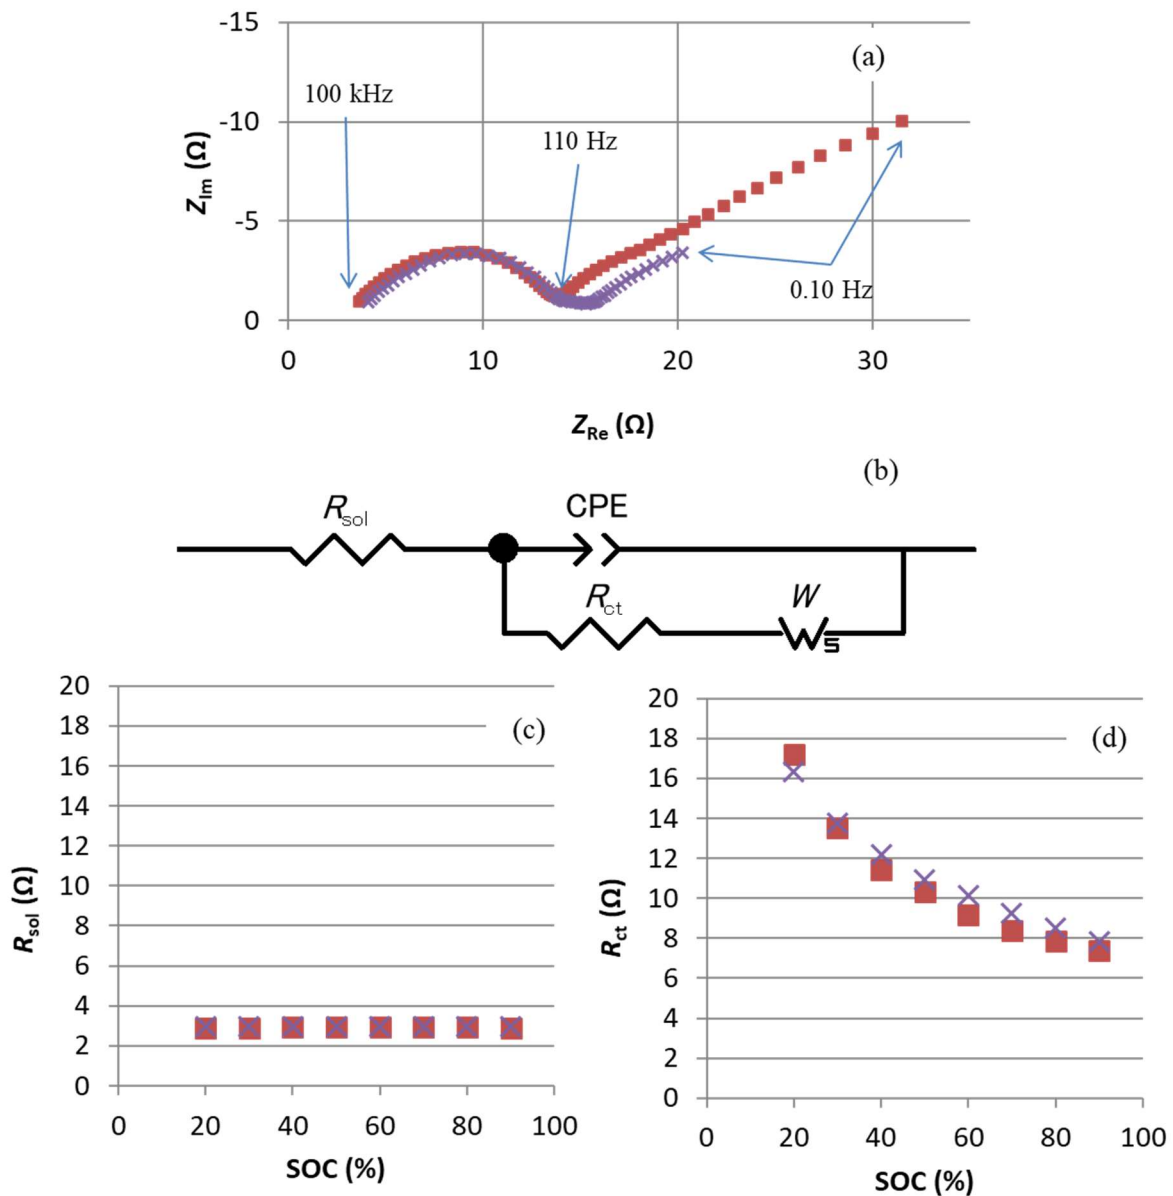 -15
(a)
100 kHz
-10
110 Hz
Z_Im (Ω)
-5
0.10 Hz
0
0 10 20 30
Z_Re (Ω)
(b)
R_sol CPE
R_ct W
s
20
18 (c)
16
14
12
10
8
6
4
2
0
R_sol (Ω)
0 20 40 60 80 100
SOC (%)
20
18 (d)
16
14
12
10
8
6
4
2
0
R_ct (Ω)
0 20 40 60 80 100
SOC (%)